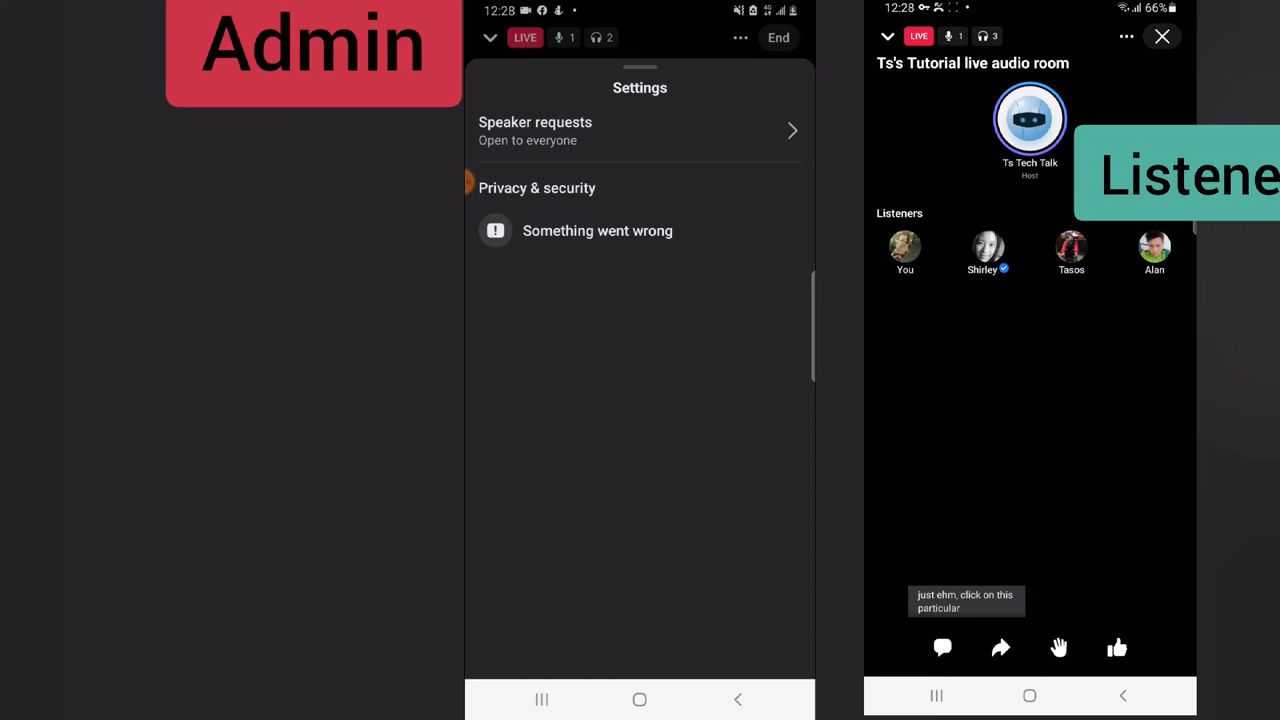 Admin
12:28
LIVE 1 2
End
Settings
Speaker requests
Open to everyone
Privacy & security
Something went wrong
12:28
66%
LIVE 1 3
Ts's Tutorial live audio room
Ts Tech Talk
Host
Listene
Listeners
You Shirley Tasos Alan
just ehm, click on this
particular